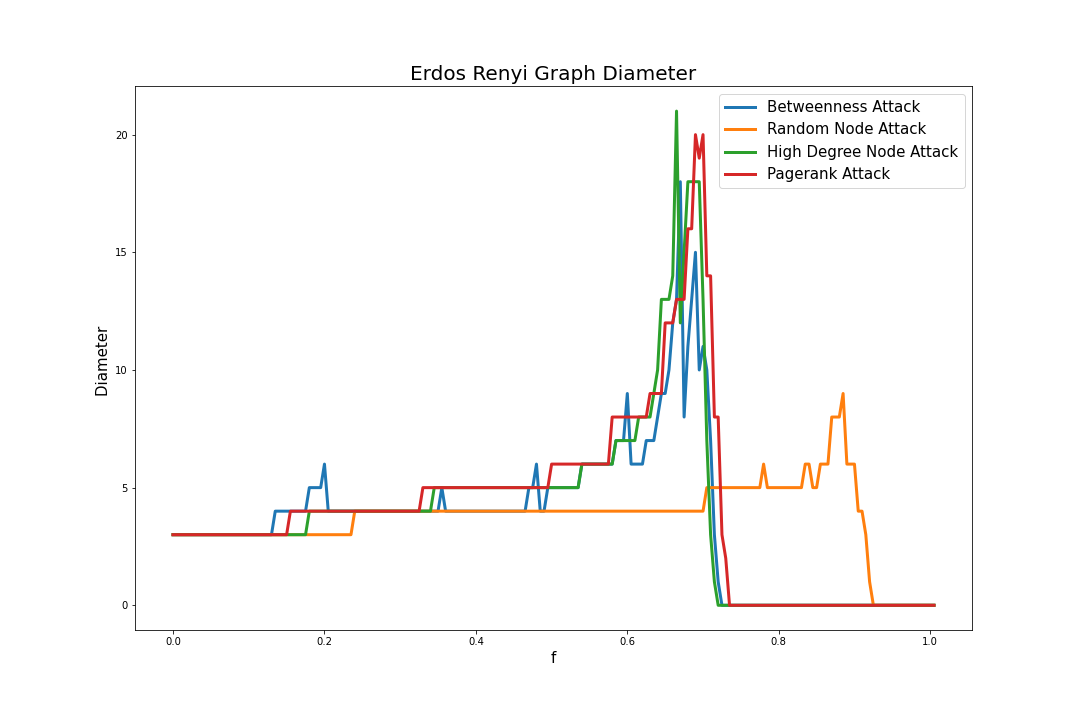 Erdos Renyi Graph Diameter
Betweenness Attack
Random Node Attack
High Degree Node Attack
Pagerank Attack
Diameter
20
15
10
5
0
0.0 0.2 0.4 0.6 0.8 1.0
f